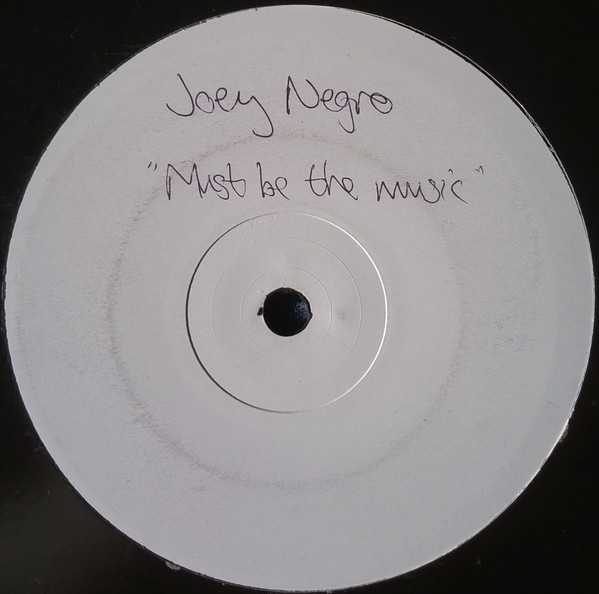 Joey Negro
"Must be the music"